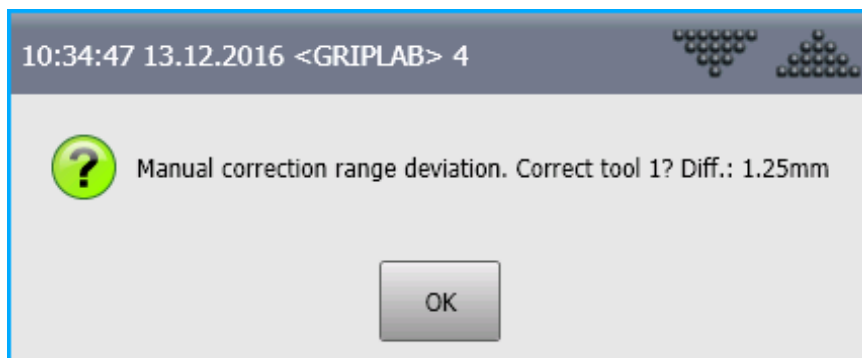 10:34:47 13.12.2016 <GRIPLAB> 4
Manual correction range deviation. Correct tool 1? Diff.: 1.25mm
OK